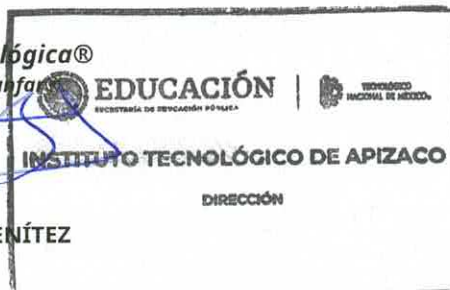 lógica®
EDUCACIÓN
SECRETARÍA DE EDUCACIÓN PÚBLICA
TECNOLÓGICO
NACIONAL DE MÉXICO®
INSTITUTO TECNOLÓGICO DE APIZACO
DIRECCIÓN
ENÍTEZ